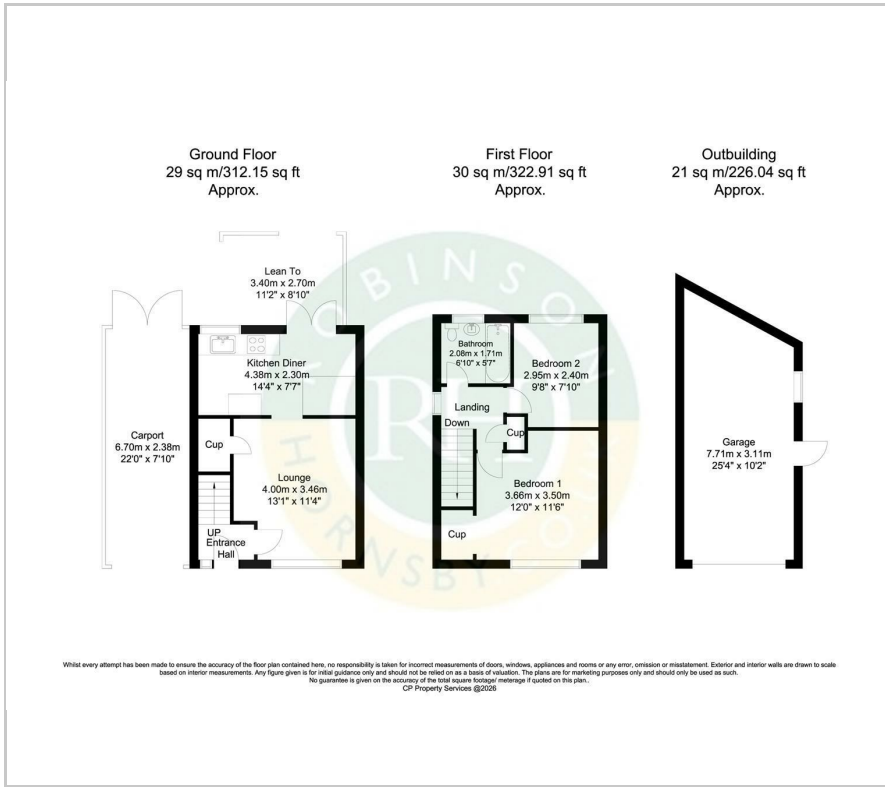 Ground Floor
29 sq m/312.15 sq ft
Approx.
First Floor
30 sq m/322.91 sq ft
Approx.
Outbuilding
21 sq m/226.04 sq ft
Approx.
Lean To
3.40m x 2.70m
11'2" x 8'10"
Kitchen Diner
4.38m x 2.30m
14'4" x 7'7"
Carport
6.70m x 2.38m
22'0" x 7'10"
Cup
Lounge
4.00m x 3.46m
13'1" x 11'4"
UP
Entrance
Hall
Bathroom
2.08m x 1.71m
6'10" x 5'7"
Bedroom 2
2.95m x 2.40m
9'8" x 7'10"
Landing
Down
Cup
Bedroom 1
3.66m x 3.50m
12'0" x 11'6"
Cup
Garage
7.71m x 3.11m
25'4" x 10'2"
ROBINSON
RH
HORNSBY COUN
Whilst every attempt has been made to ensure the accuracy of the floor plan contained here, no responsibility is taken for incorrect measurements of doors, windows, appliances and rooms or any error, omission or misstatement. Exterior and interior walls are drawn to scale
based on interior measurements. Any figure given is for initial guidance only and should not be relied on as a basis of valuation. The plans are for marketing purposes only and should only be used as such.
No guarantee is given on the accuracy of the total square footage/ meterage if quoted on this plan..
CP Property Services @2026